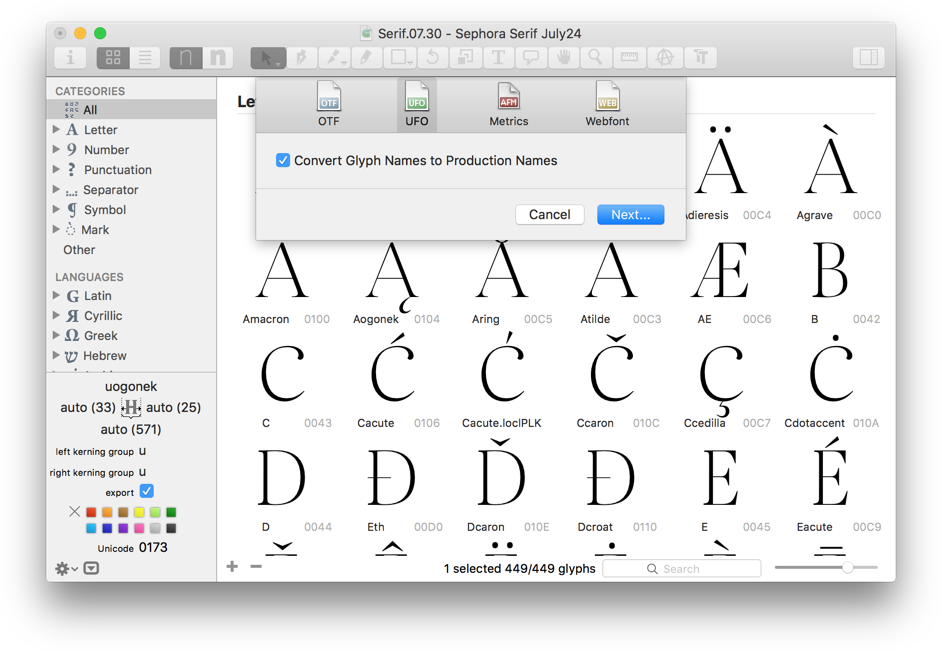 Serif.07.30 - Sephora Serif July24
CATEGORIES
All
Letter
Number
Punctuation
Separator
Symbol
Mark
Other
LANGUAGES
Latin
Cyrillic
Greek
Hebrew
uogonek
auto (33) H auto (25)
auto (571)
left kerning group u
right kerning group u
export
Unicode 0173
OTF UFO AFM WEB
OTF UFO Metrics Webfont
Convert Glyph Names to Production Names
Cancel Next...
Ä À
Adieresis 00C4 Agrave 00C0
Æ B
Amacron 0100 Aogonek 0104 Aring 00C5 Atilde 00C3 AE 00C6 B 0042
C Ć Ć Č Ç Ċ
C 0043 Cacute 0106 Cacute.loclPLK Ccaron 010C Ccedilla 00C7 Cdotaccent 010A
D Ð Ď Đ E É
D 0044 Eth 00D0 Dcaron 010E Dcroat 0110 E 0045 Eacute 00C9
1 selected 449/449 glyphs Search